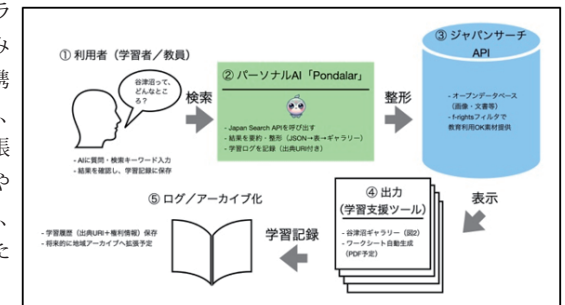 ラ
み
携
、
張
や
、
た
① 利用者（学習者／教員）
谷津沼って、
どんなとこ
ろ？
- AIに質問・検索キーワード入力
- 結果を確認し、学習記録に保存
検索
② パーソナルAI「Pondalar」
- Japan Search APIを呼び出す
- 結果を要約・整形（JSON→表→ギャラリー）
- 学習ログを記録（出典URI付き）
整形
③ ジャパンサーチ
API
- オープンデータベース
（画像・文書等）
- f-rightsフィルタで
教育利用OK素材提供
表示
④ 出力
（学習支援ツール）
- 谷津沼ギャラリー（図2）
- ワークシート自動生成
（PDF予定）
学習記録
⑤ ログ／アーカイブ化
- 学習履歴（出典URI＋権利情報）保存
- 将来的に地域アーカイブへ拡張予定